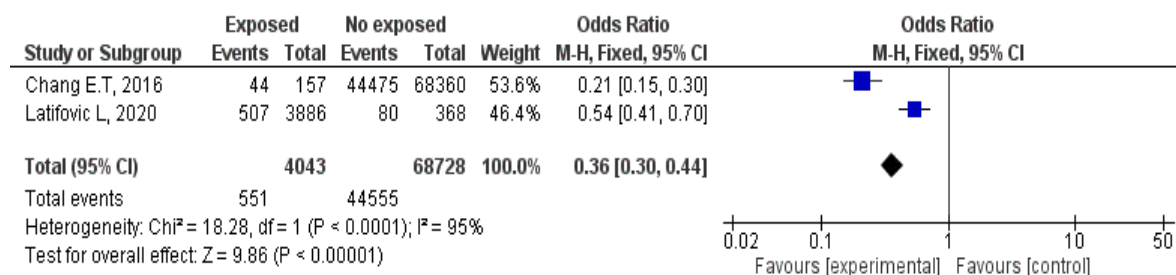 Exposed No exposed Odds Ratio Odds Ratio
Study or Subgroup Events Total Events Total Weight M-H, Fixed, 95% CI M-H, Fixed, 95% CI
Chang E.T, 2016 44 157 44475 68360 53.6% 0.21 [0.15, 0.30]
Latifovic L, 2020 507 3886 80 368 46.4% 0.54 [0.41, 0.70]
Total (95% CI) 4043 68728 100.0% 0.36 [0.30, 0.44]
Total events 551 44555
Heterogeneity: Chi² = 18.28, df = 1 (P < 0.0001); I² = 95%
Test for overall effect: Z = 9.86 (P < 0.00001)
0.02 0.1 1 10 50
Favours [experimental] Favours [control]